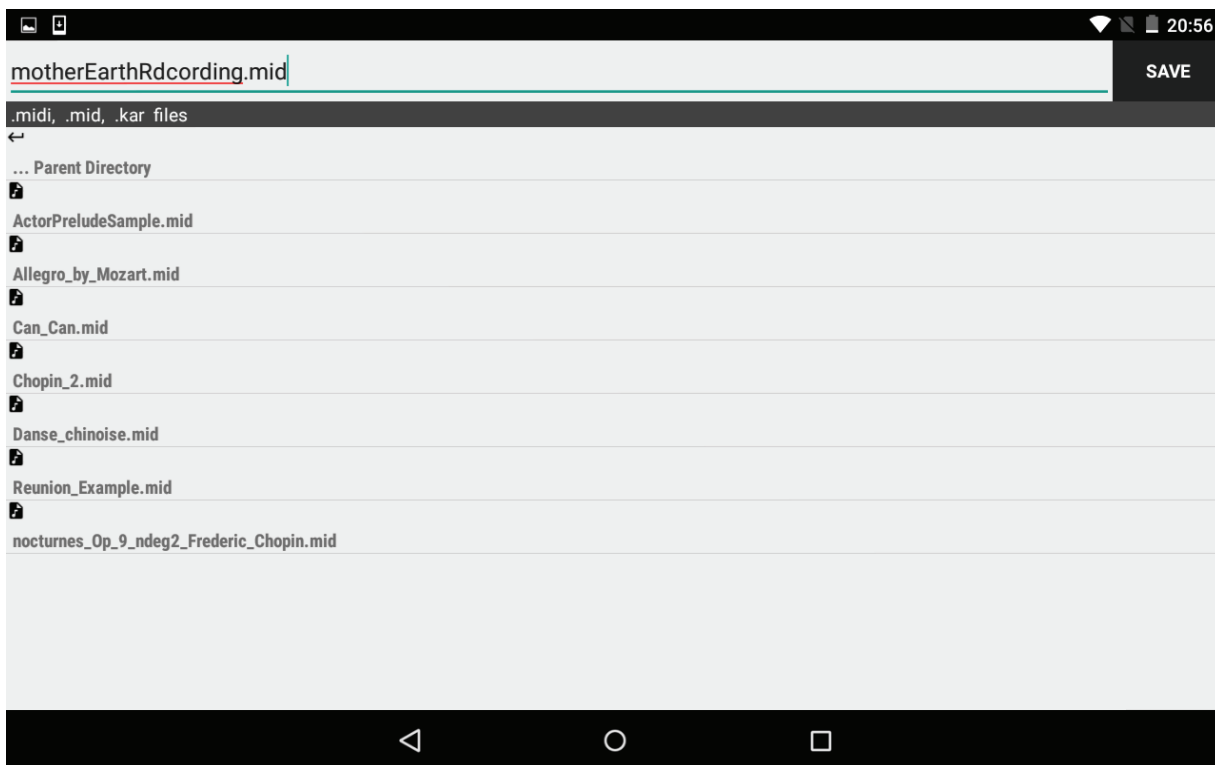 20:56
motherEarthRdcording.mid
SAVE
.midi, .mid, .kar files
... Parent Directory
ActorPreludeSample.mid
Allegro_by_Mozart.mid
Can_Can.mid
Chopin_2.mid
Danse_chinoise.mid
Reunion_Example.mid
nocturnes_Op_9_ndeg2_Frederic_Chopin.mid